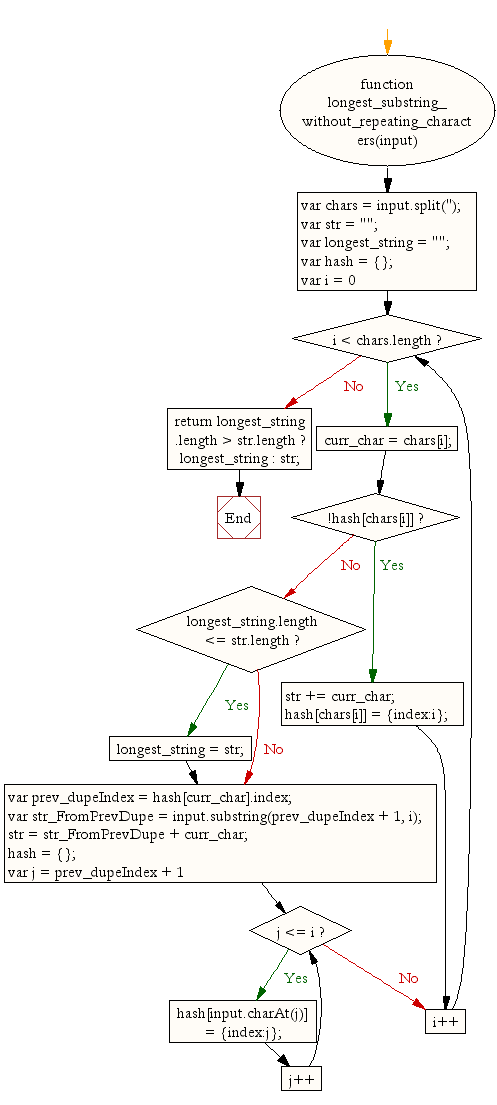 function
longest_substring_
without_repeating_charact
ers(input)
var chars = input.split('');
var str = "";
var longest_string = "";
var hash = {};
var i = 0
i < chars.length ?
No
Yes
return longest_string
.length > str.length ?
longest_string : str;
curr_char = chars[i];
End
!hash[chars[i]] ?
No
Yes
longest_string.length
<= str.length ?
Yes
No
str += curr_char;
hash[chars[i]] = {index:i};
longest_string = str;
var prev_dupeIndex = hash[curr_char].index;
var str_FromPrevDupe = input.substring(prev_dupeIndex + 1, i);
str = str_FromPrevDupe + curr_char;
hash = {};
var j = prev_dupeIndex + 1
j <= i ?
Yes
No
hash[input.charAt(j)]
= {index:j};
i++
j++